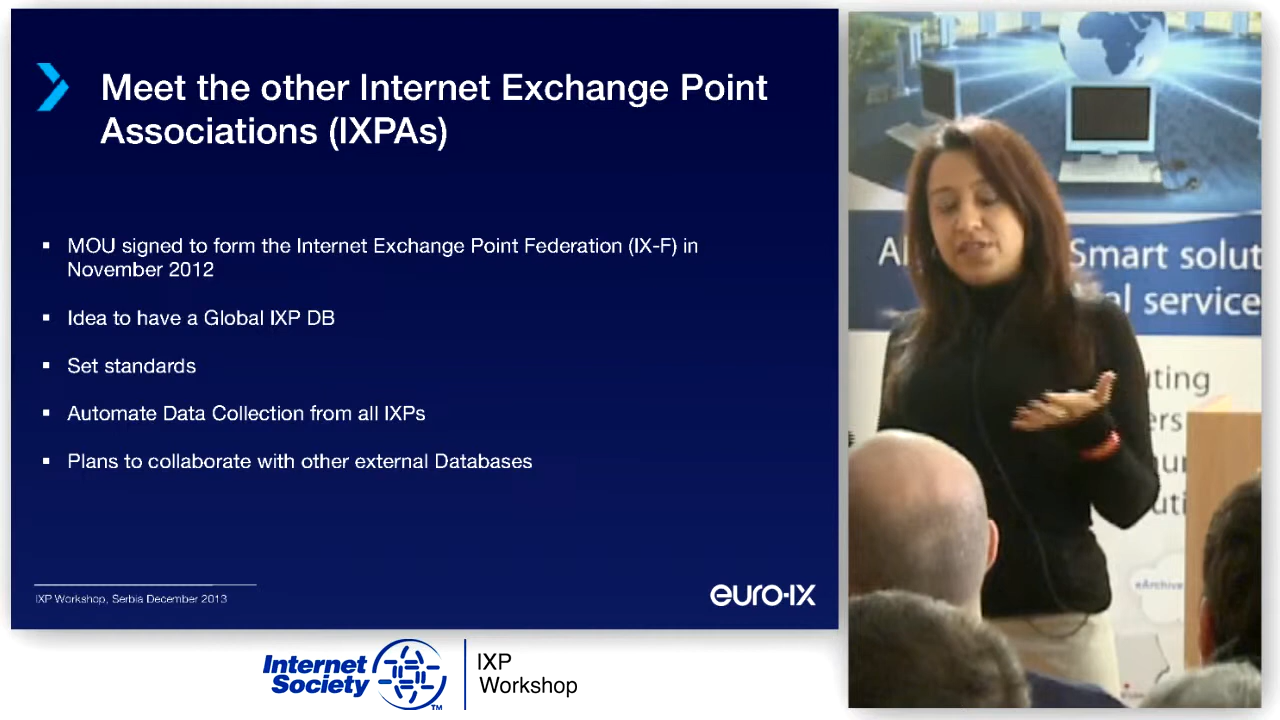 Meet the other Internet Exchange Point
Associations (IXPAs)
▪ MOU signed to form the Internet Exchange Point Federation (IX-F) in
November 2012
▪ Idea to have a Global IXP DB
▪ Set standards
▪ Automate Data Collection from all IXPs
▪ Plans to collaborate with other external Databases
IXP Workshop, Serbia December 2013
euro-ix
Internet
Society
TM
IXP
Workshop
Smart solut
service
eArchive